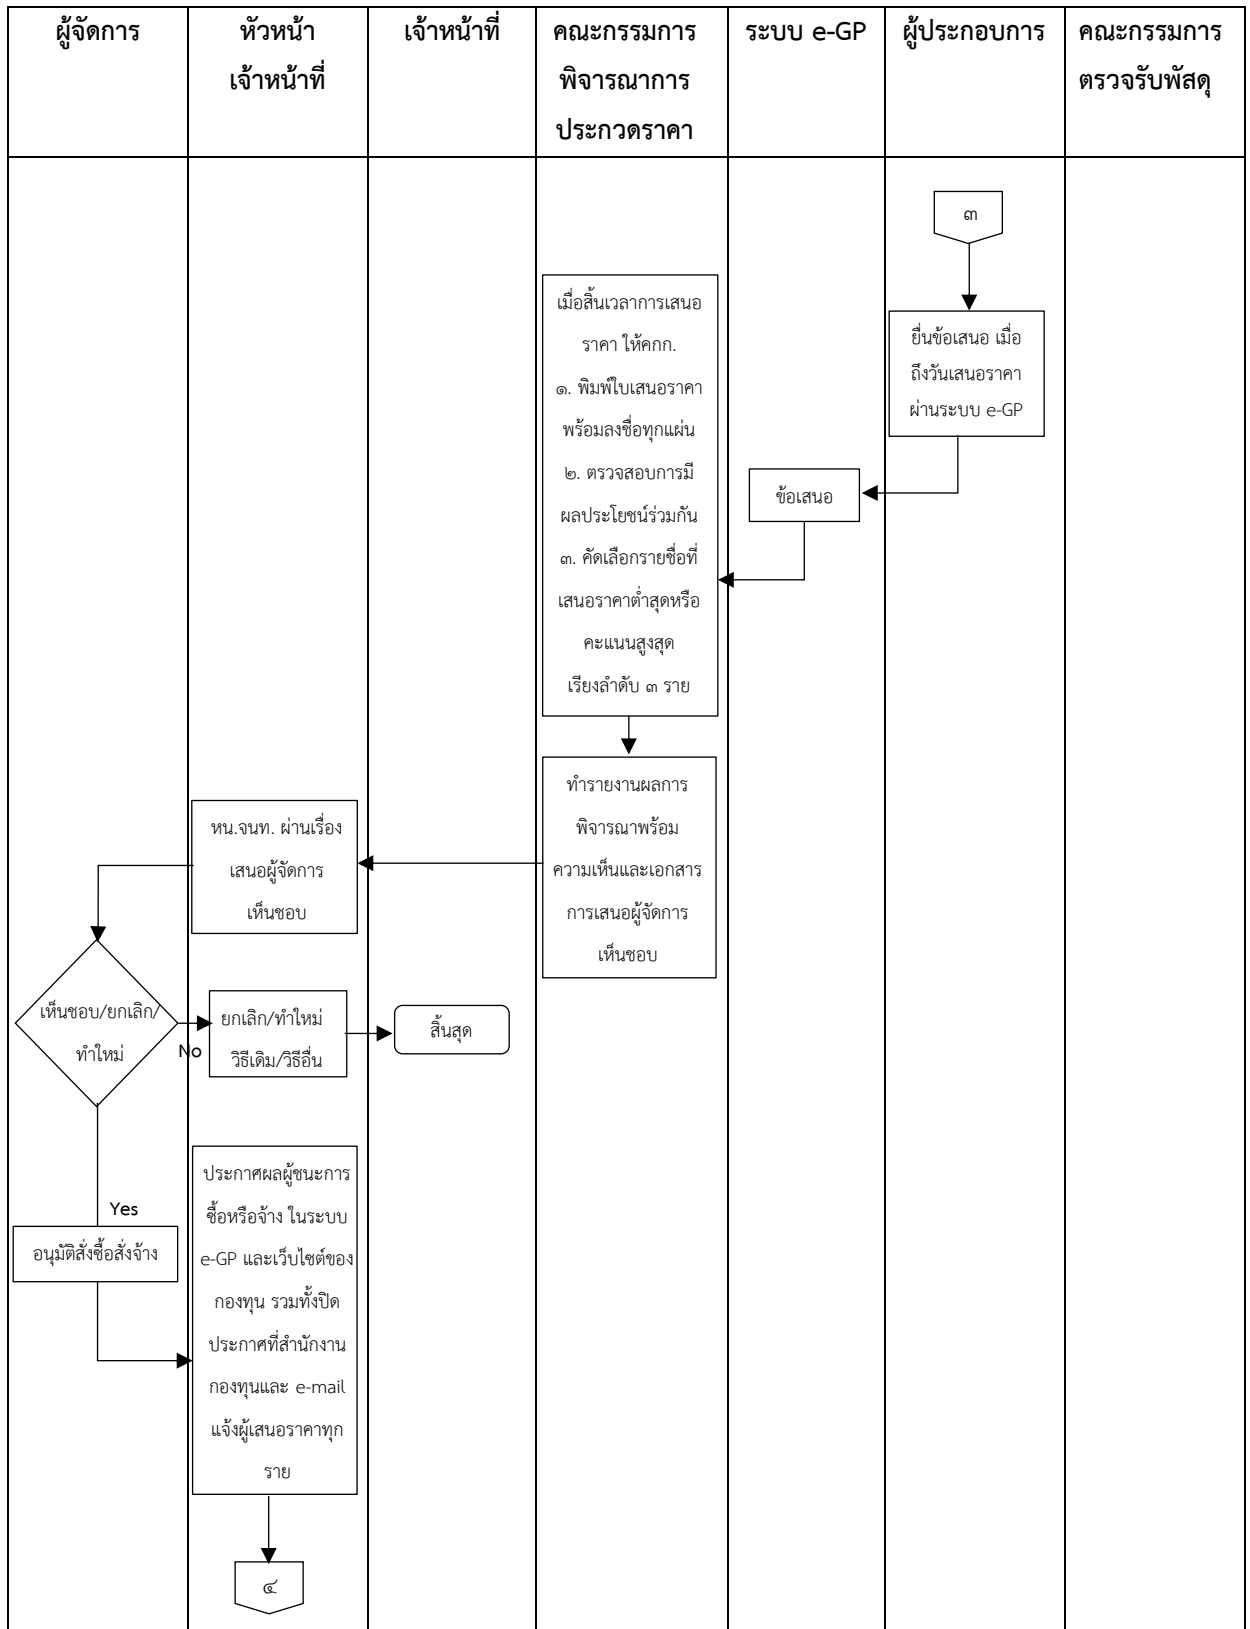 ผู้จัดการ
หัวหน้า
เจ้าหน้าที่
เจ้าหน้าที่
คณะกรรมการ
พิจารณาการ
ประกวดราคา
ระบบ e-GP
ผู้ประกอบการ
คณะกรรมการ
ตรวจรับพัสดุ
๓
ยื่นข้อเสนอ เมื่อ
ถึงวันเสนอราคา
ผ่านระบบ e-GP
ข้อเสนอ
เมื่อสิ้นเวลาการเสนอ
ราคา ให้คกก.
๑. พิมพ์ใบเสนอราคา
พร้อมลงชื่อทุกแผ่น
๒. ตรวจสอบการมี
ผลประโยชน์ร่วมกัน
๓. คัดเลือกรายชื่อที่
เสนอราคาต่ำสุดหรือ
คะแนนสูงสุด
เรียงลำดับ ๓ ราย
ทำรายงานผลการ
พิจารณาพร้อม
ความเห็นและเอกสาร
การเสนอผู้จัดการ
เห็นชอบ
หน.จนท. ผ่านเรื่อง
เสนอผู้จัดการ
เห็นชอบ
เห็นชอบ/ยกเลิก/
ทำใหม่
No
ยกเลิก/ทำใหม่
วิธีเดิม/วิธีอื่น
สิ้นสุด
Yes
อนุมัติสั่งซื้อสั่งจ้าง
ประกาศผลผู้ชนะการ
ซื้อหรือจ้าง ในระบบ
e-GP และเว็บไซต์ของ
กองทุน รวมทั้งปิด
ประกาศที่สำนักงาน
กองทุนและ e-mail
แจ้งผู้เสนอราคาทุก
ราย
๔